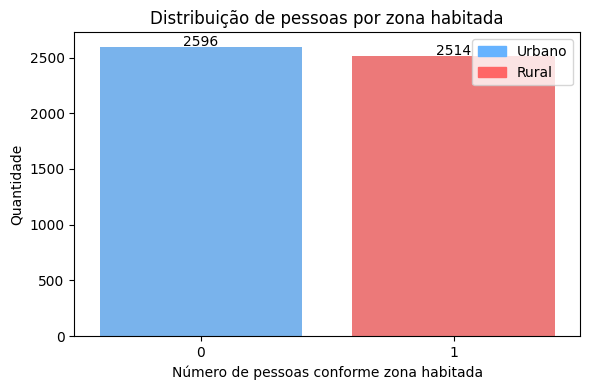 Distribuição de pessoas por zona habitada
2596
2514
Urbano
Rural
Quantidade
2500
2000
1500
1000
500
0
0
1
Número de pessoas conforme zona habitada